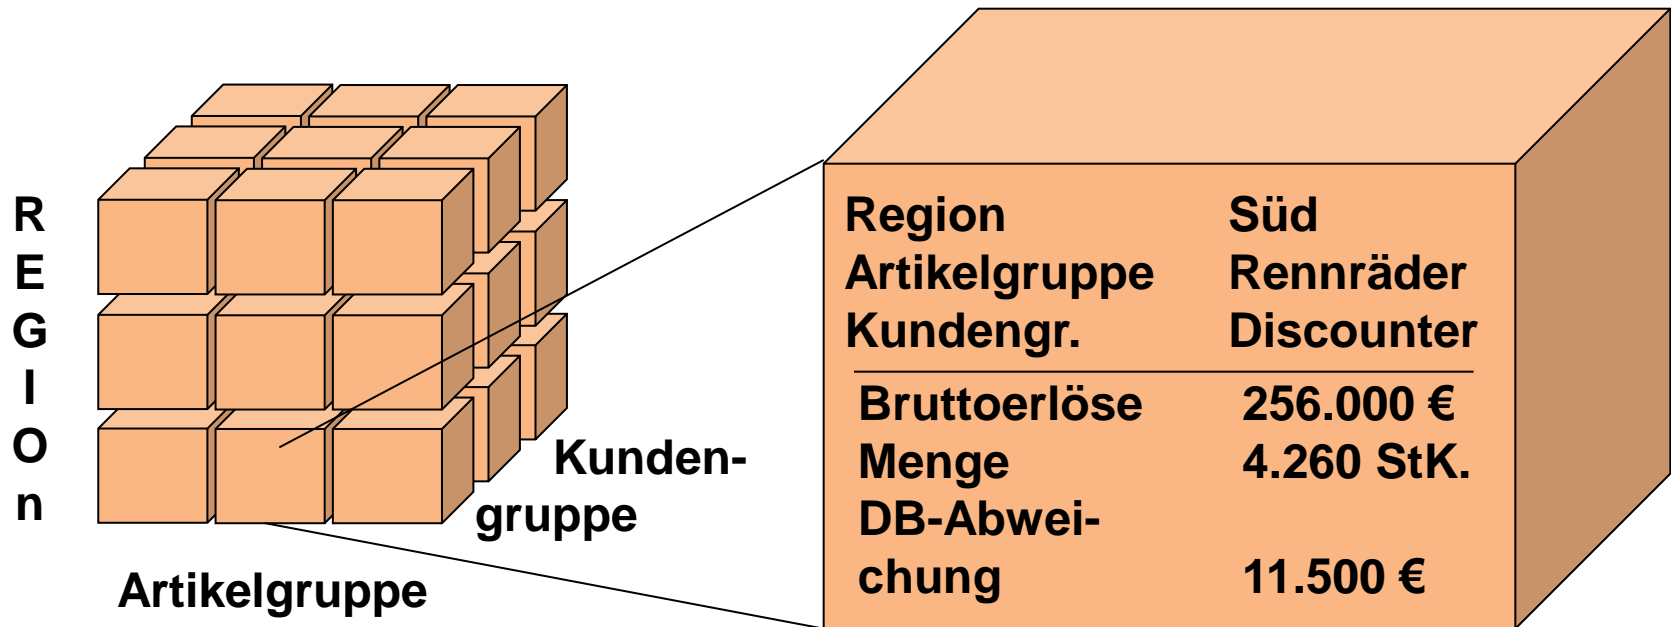 R
E
G
I
O
n
Kunden-
gruppe
Artikelgruppe
Region Süd
Artikelgruppe Rennräder
Kundengr. Discounter
Bruttoerlöse 256.000 €
Menge 4.260 StK.
DB-Abwei-
chung 11.500 €